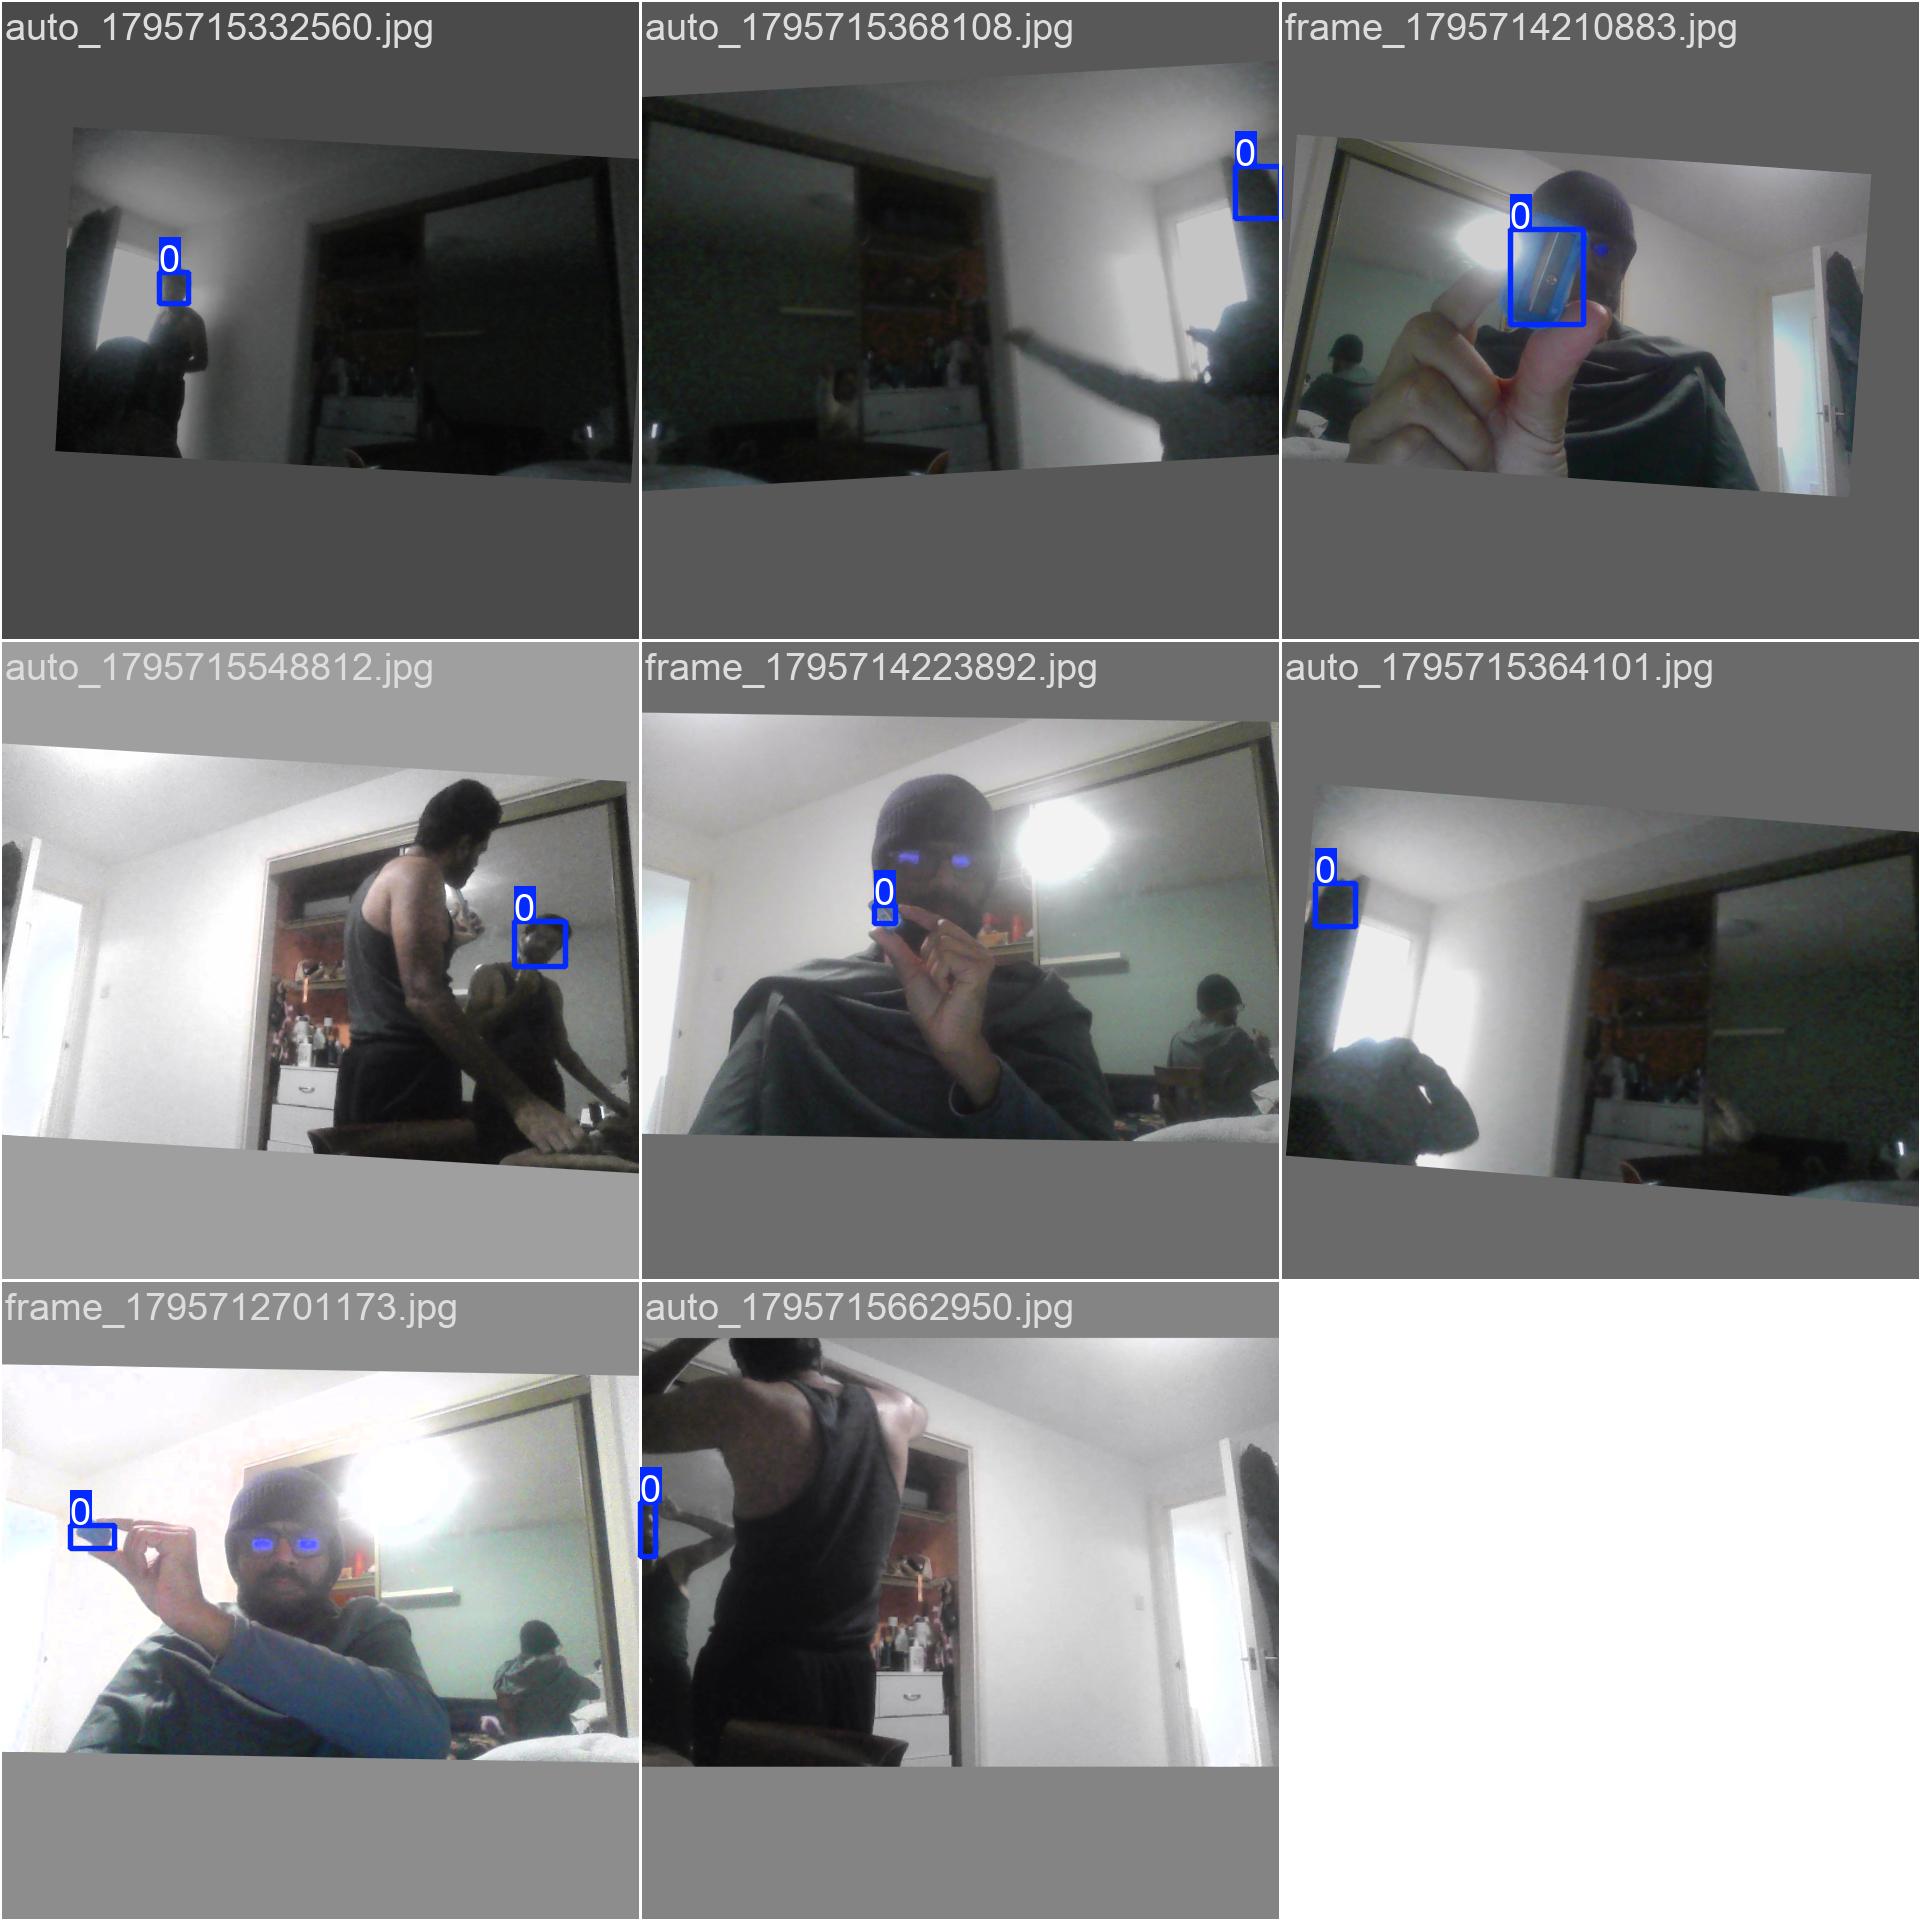 auto_1795715332560.jpg
0
auto_1795715368108.jpg
0
frame_1795714210883.jpg
0
auto_1795715548812.jpg
0
frame_1795714223892.jpg
0
auto_1795715364101.jpg
0
frame_1795712701173.jpg
0
auto_1795715662950.jpg
0